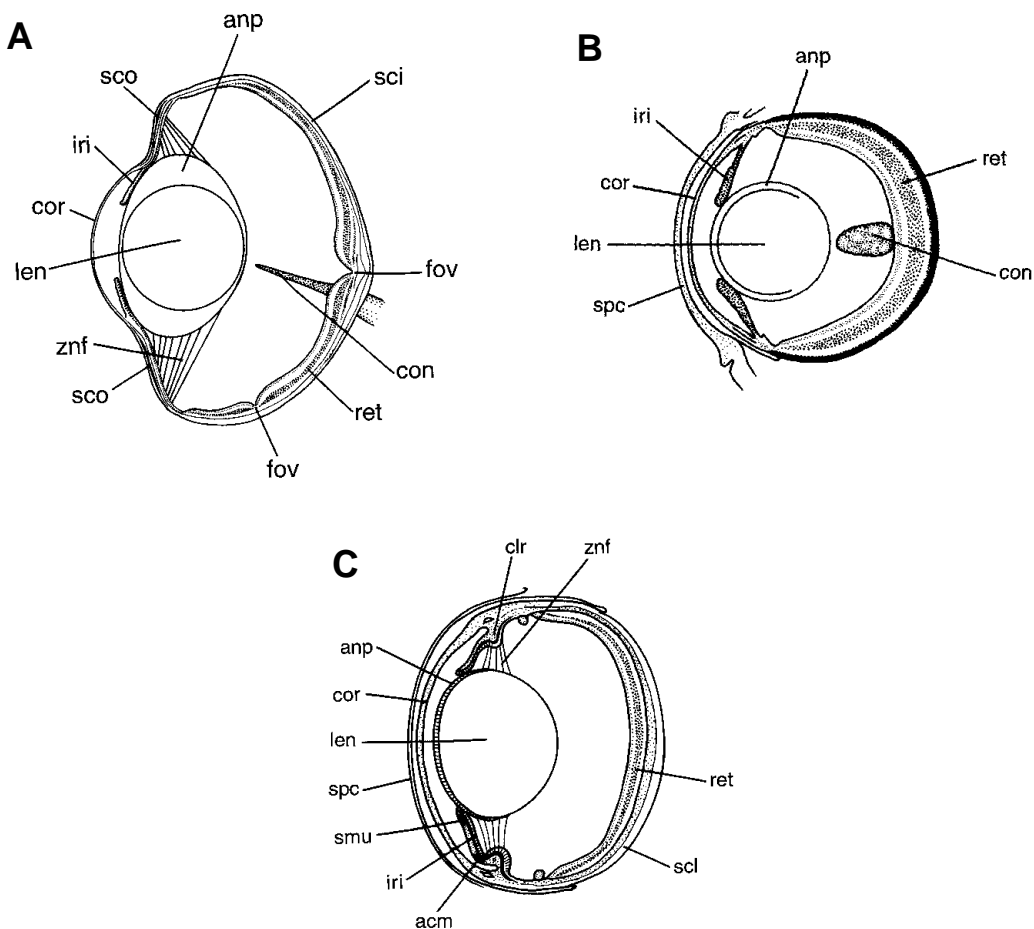 A
anp
sco
sci
iri
cor
len
fov
znf
con
sco
ret
fov
B
anp
iri
ret
cor
len
con
spc
C
clr
znf
anp
cor
len
spc
ret
smu
scl
iri
acm